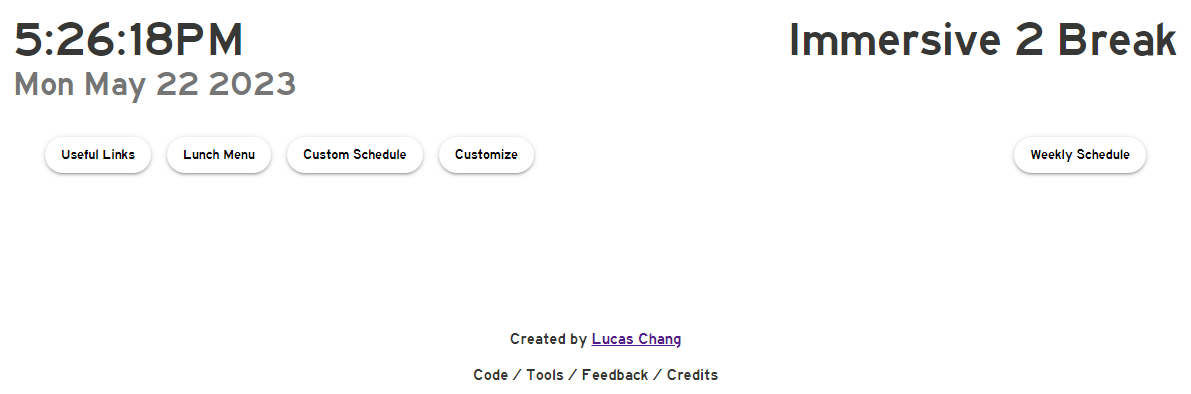 5:26:18PM
Immersive 2 Break
Mon May 22 2023
Useful Links
Lunch Menu
Custom Schedule
Customize
Weekly Schedule
Created by Lucas Chang
Code / Tools / Feedback / Credits